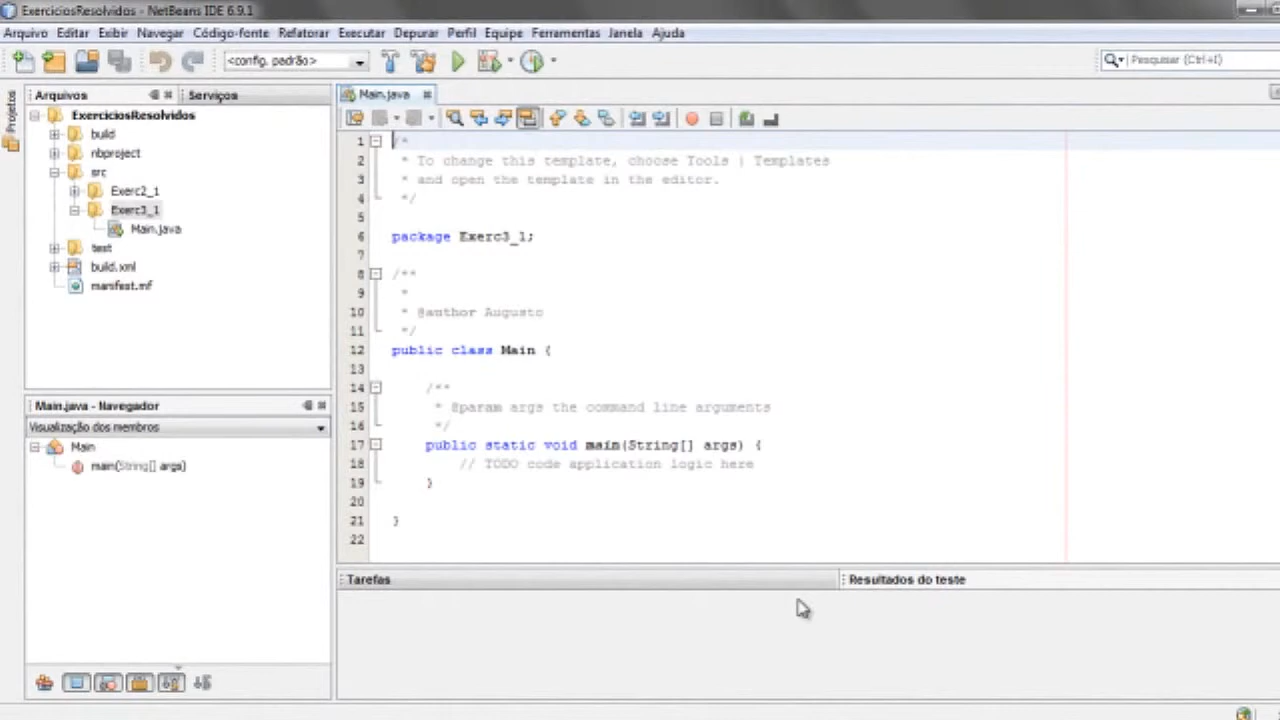 ExerciciosResolvidos - NetBeans IDE 6.9.1
Arquivo Editar Exibir Navegar Código-fonte Refatorar Executar Depurar Perfil Equipe Ferramentas Janela Ajuda
<config. padrão>
Pesquisar (Ctrl+I)
Projetos
Arquivos
Serviços
ExerciciosResolvidos
build
nbproject
src
Exerc2_1
Exerc3_1
Main.java
test
build.xml
manifest.mf
Main.java - Navegador
Visualização dos membros
Main
main(String[] args)
Main.java
1 /*
2 * To change this template, choose Tools | Templates
3 * and open the template in the editor.
4 */
5
6 package Exerc3_1;
7
8 /**
9 *
10 * @author Augusto
11 */
12 public class Main {
13
14 /**
15 * @param args the command line arguments
16 */
17 public static void main(String[] args) {
18 // TODO code application logic here
19 }
20
21 }
22
Tarefas
Resultados do teste